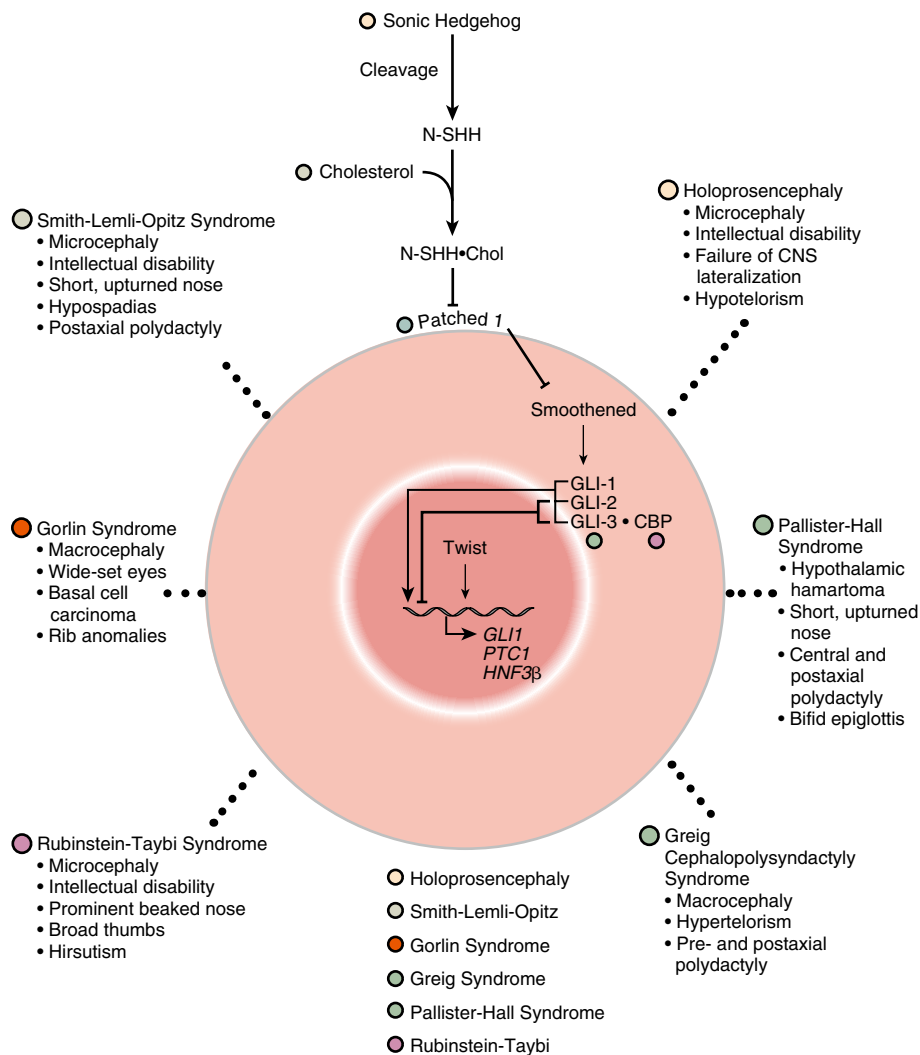 Sonic Hedgehog
Cleavage
N-SHH
Cholesterol
N-SHH•Chol
Patched 1
Smoothened
GLI-1
GLI-2
GLI-3 • CBP
Twist
GLI1
PTC1
HNF3β
Smith-Lemli-Opitz Syndrome
• Microcephaly
• Intellectual disability
• Short, upturned nose
• Hypospadias
• Postaxial polydactyly
Holoprosencephaly
• Microcephaly
• Intellectual disability
• Failure of CNS
lateralization
• Hypotelorism
Gorlin Syndrome
• Macrocephaly
• Wide-set eyes
• Basal cell
carcinoma
• Rib anomalies
Pallister-Hall
Syndrome
• Hypothalamic
hamartoma
• Short, upturned
nose
• Central and
postaxial
polydactyly
• Bifid epiglottis
Rubinstein-Taybi Syndrome
• Microcephaly
• Intellectual disability
• Prominent beaked nose
• Broad thumbs
• Hirsutism
Greig
Cephalopolysyndactyly
Syndrome
• Macrocephaly
• Hypertelorism
• Pre- and postaxial
polydactyly
Holoprosencephaly
Smith-Lemli-Opitz
Gorlin Syndrome
Greig Syndrome
Pallister-Hall Syndrome
Rubinstein-Taybi